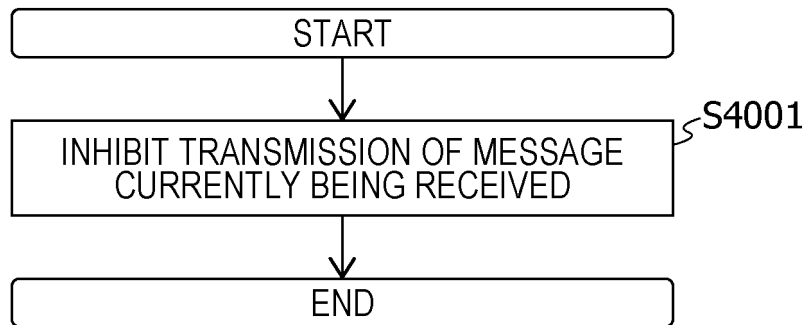 START
INHIBIT TRANSMISSION OF MESSAGE
CURRENTLY BEING RECEIVED
S4001
END